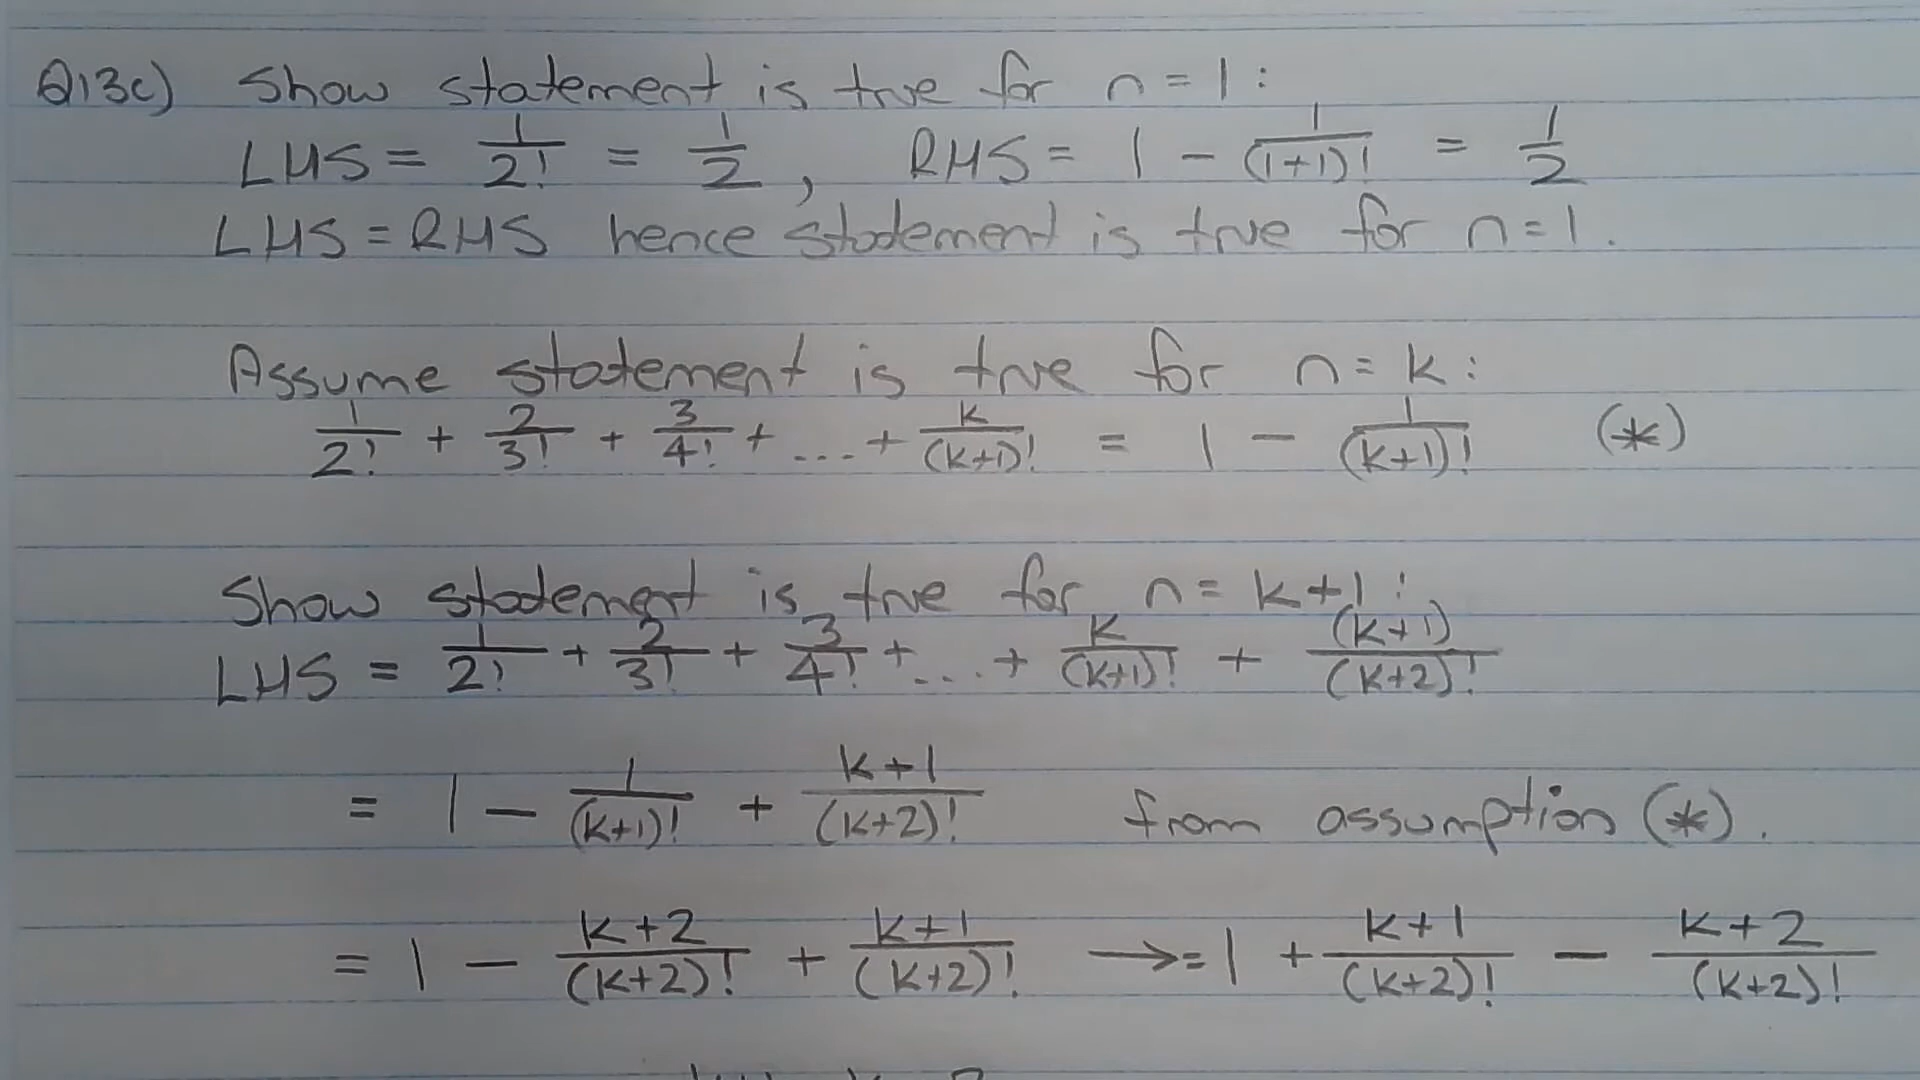 Q13c) Show statement is true for n = 1 :
LHS = 1/2! = 1/2 , RHS = 1 - 1/(1+1)! = 1/2
LHS = RHS hence statement is true for n = 1 .
Assume statement is true for n = k :
1/2! + 2/3! + 3/4! + ... + k/(k+1)! = 1 - 1/(k+1)! (*)
Show statement is true for n = k+1 :
LHS = 1/2! + 2/3! + 3/4! + ... + k/(k+1)! + (k+1)/(k+2)!
= 1 - 1/(k+1)! + k+1/(k+2)! from assumption (*) .
= 1 - k+2/(k+2)! + k+1/(k+2)! → = 1 + k+1/(k+2)! - k+2/(k+2)!